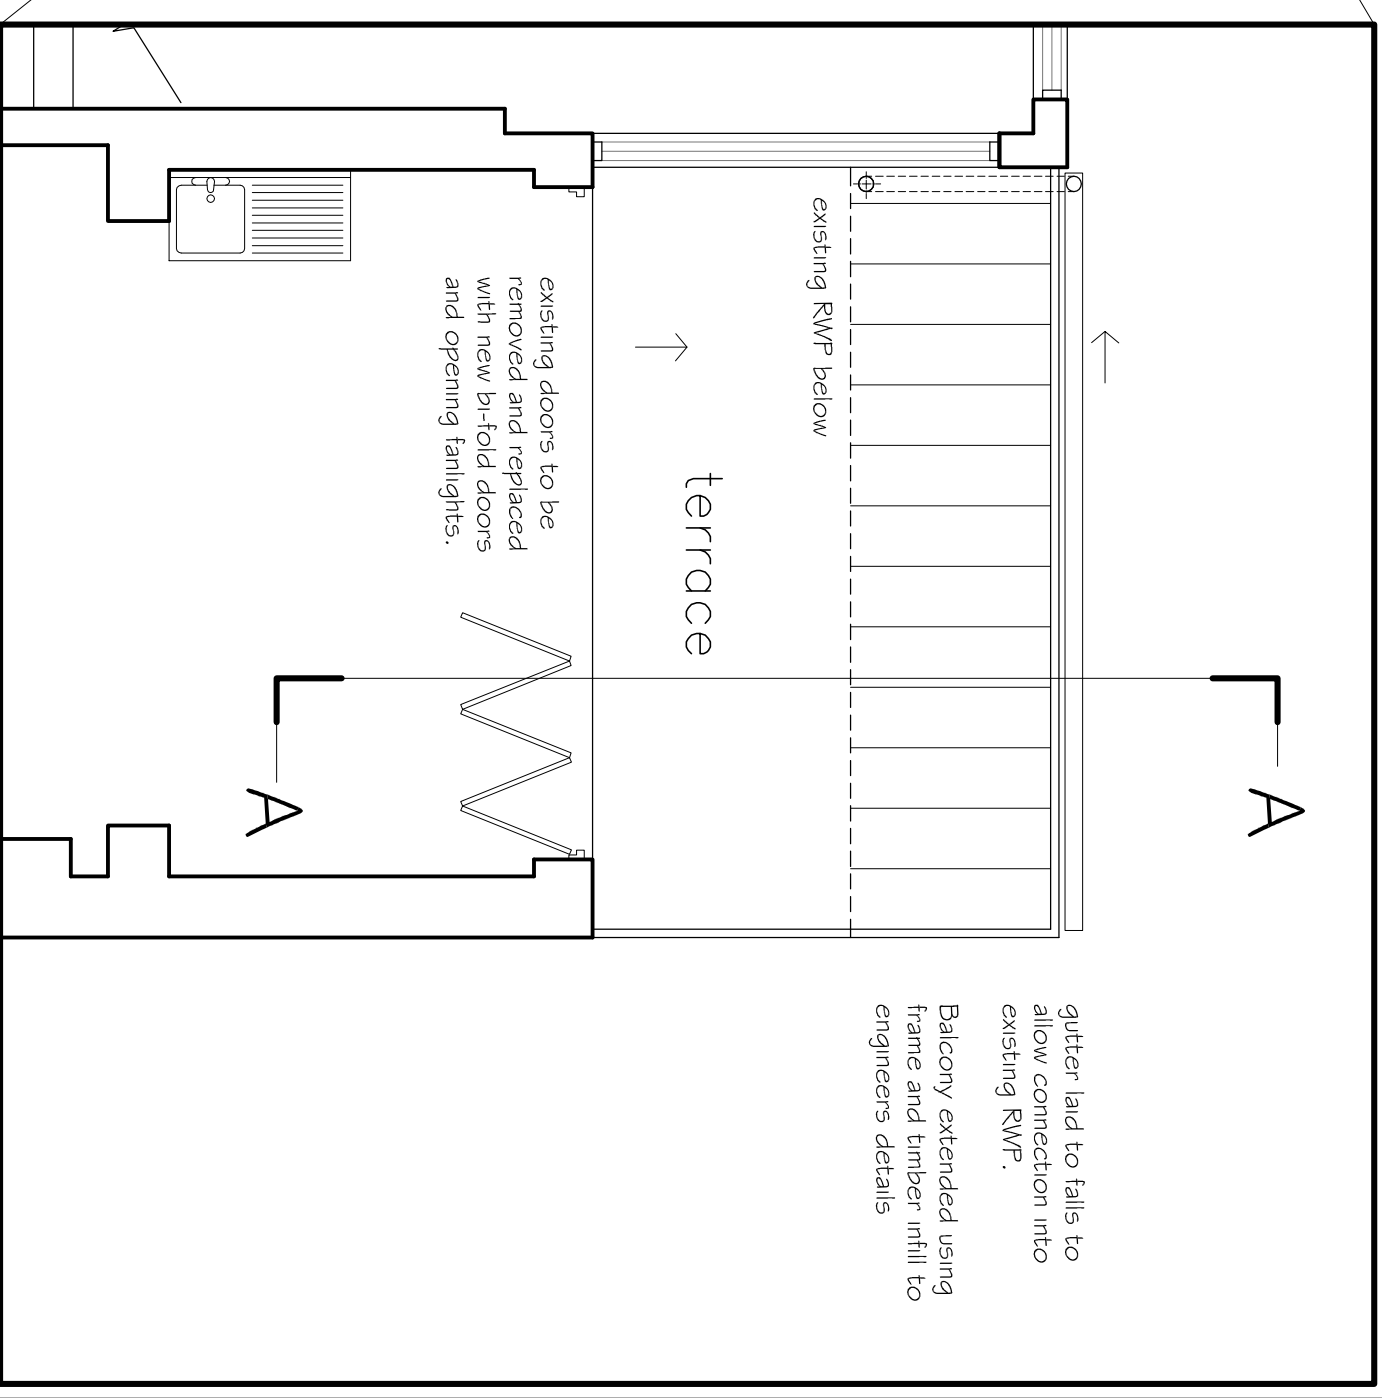 gutter laid to falls to
allow connection into
existing RWP.
Balcony extended using
frame and timber infill to
engineers details
existing RWP below
terrace
existing doors to be
removed and replaced
with new bi-fold doors
and opening fanlights.
A
A